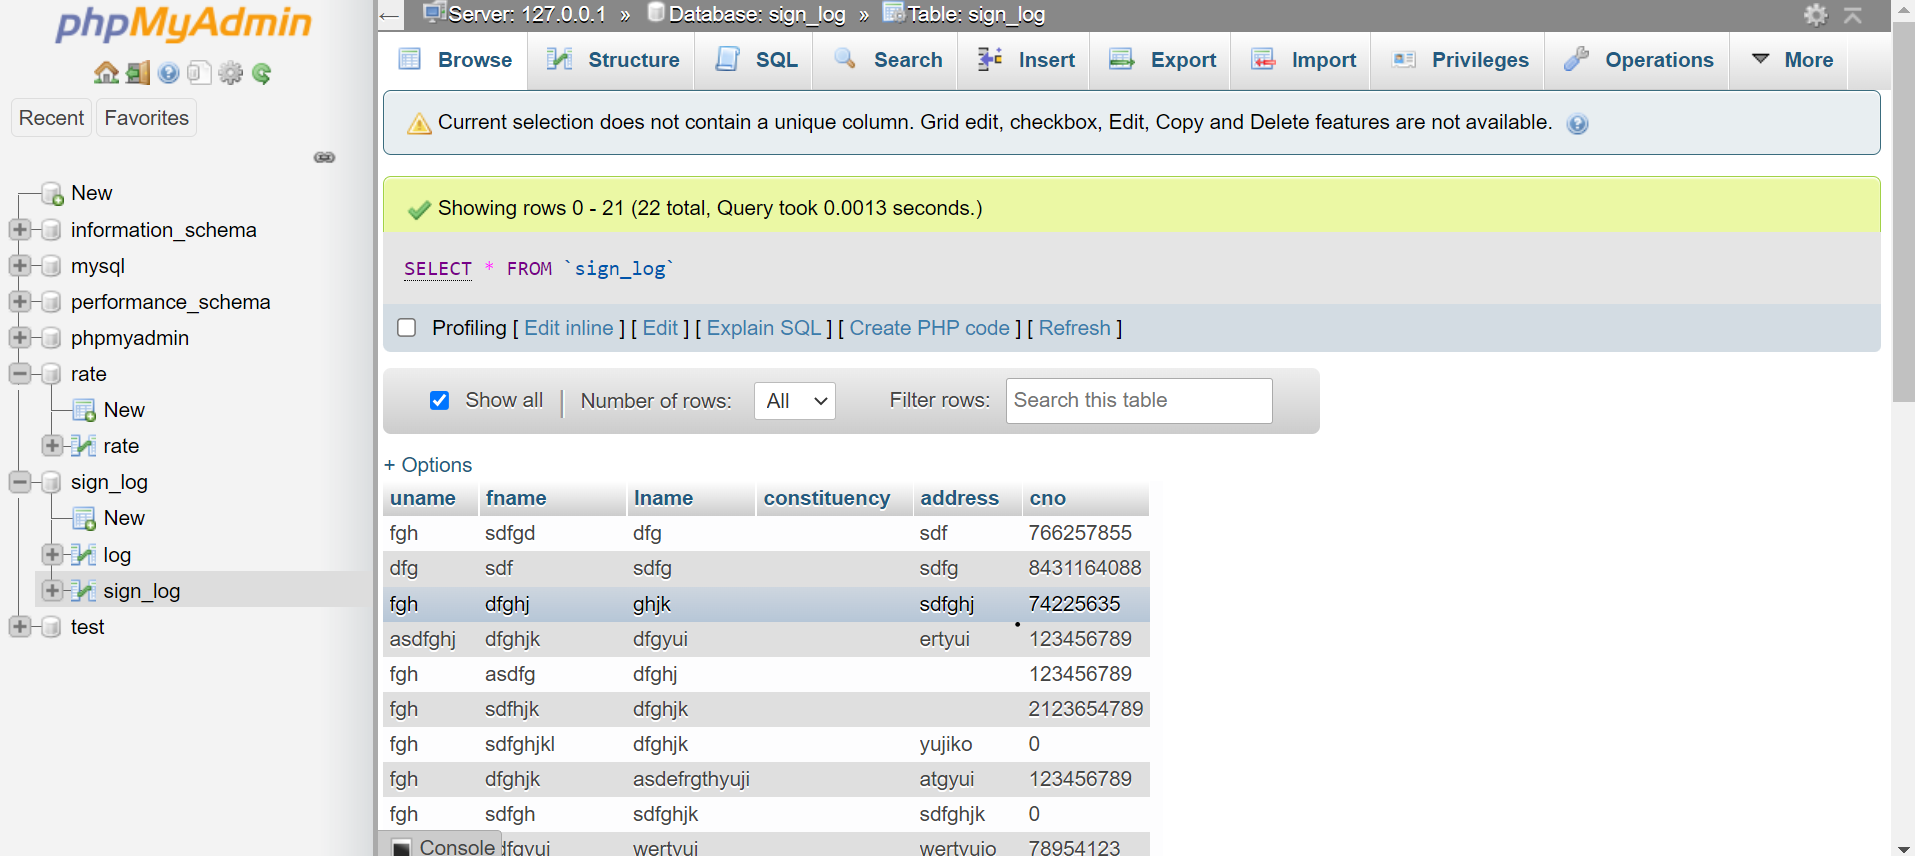 phpMyAdmin
Recent Favorites
New
information_schema
mysql
performance_schema
phpmyadmin
rate
New
rate
sign_log
New
log
sign_log
test
Server: 127.0.0.1 » Database: sign_log » Table: sign_log
Browse Structure SQL Search Insert Export Import Privileges Operations More
Current selection does not contain a unique column. Grid edit, checkbox, Edit, Copy and Delete features are not available.
Showing rows 0 - 21 (22 total, Query took 0.0013 seconds.)
SELECT * FROM `sign_log`
Profiling [ Edit inline ] [ Edit ] [ Explain SQL ] [ Create PHP code ] [ Refresh ]
Show all | Number of rows: All Filter rows: Search this table
+ Options
uname fname lname constituency address cno
fgh sdfgd dfg sdf 766257855
dfg sdf sdfg sdfg 8431164088
fgh dfghj ghjk sdfghj 74225635
asdfghj dfghjk dfgyui ertyui 123456789
fgh asdfg dfghj 123456789
fgh sdfhjk dfghjk 2123654789
fgh sdfghjkl dfghjk yujiko 0
fgh dfghjk asdefrgthyuji atgyui 123456789
fgh sdfgh sdfghjk sdfghjk 0
Console wertyui wertyuio 78954123